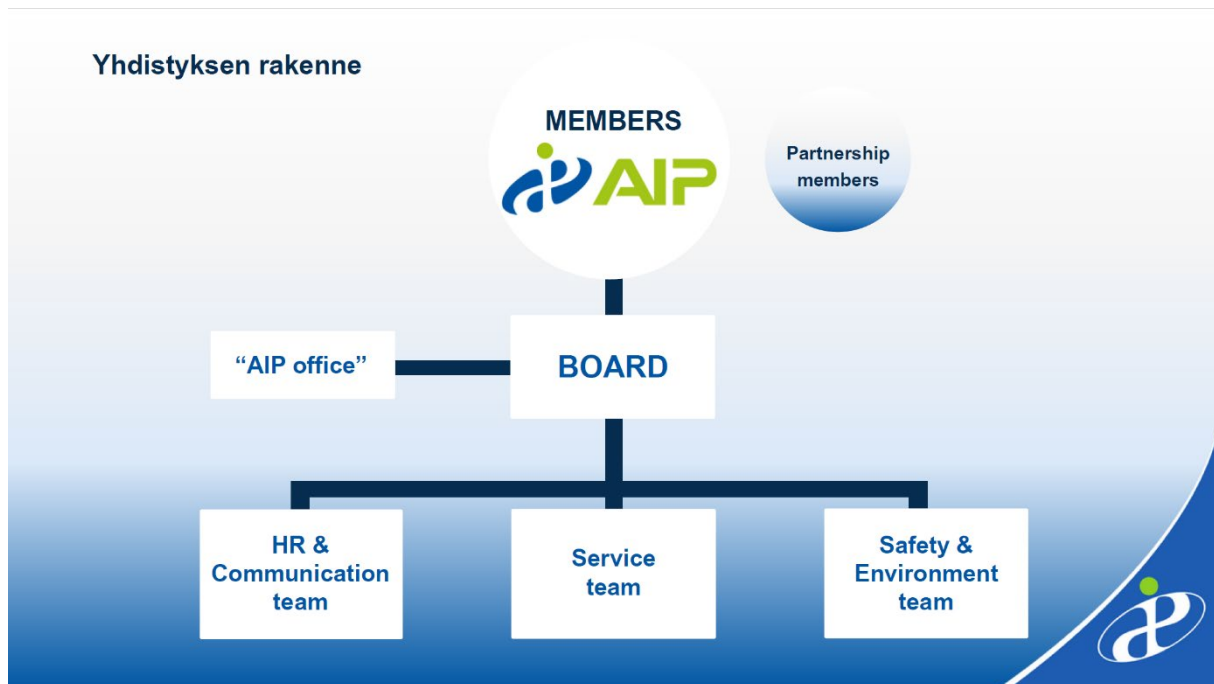 Yhdistyksen rakenne
MEMBERS
AIP
Partnership
members
“AIP office”
BOARD
HR &
Communication
team
Service
team
Safety &
Environment
team